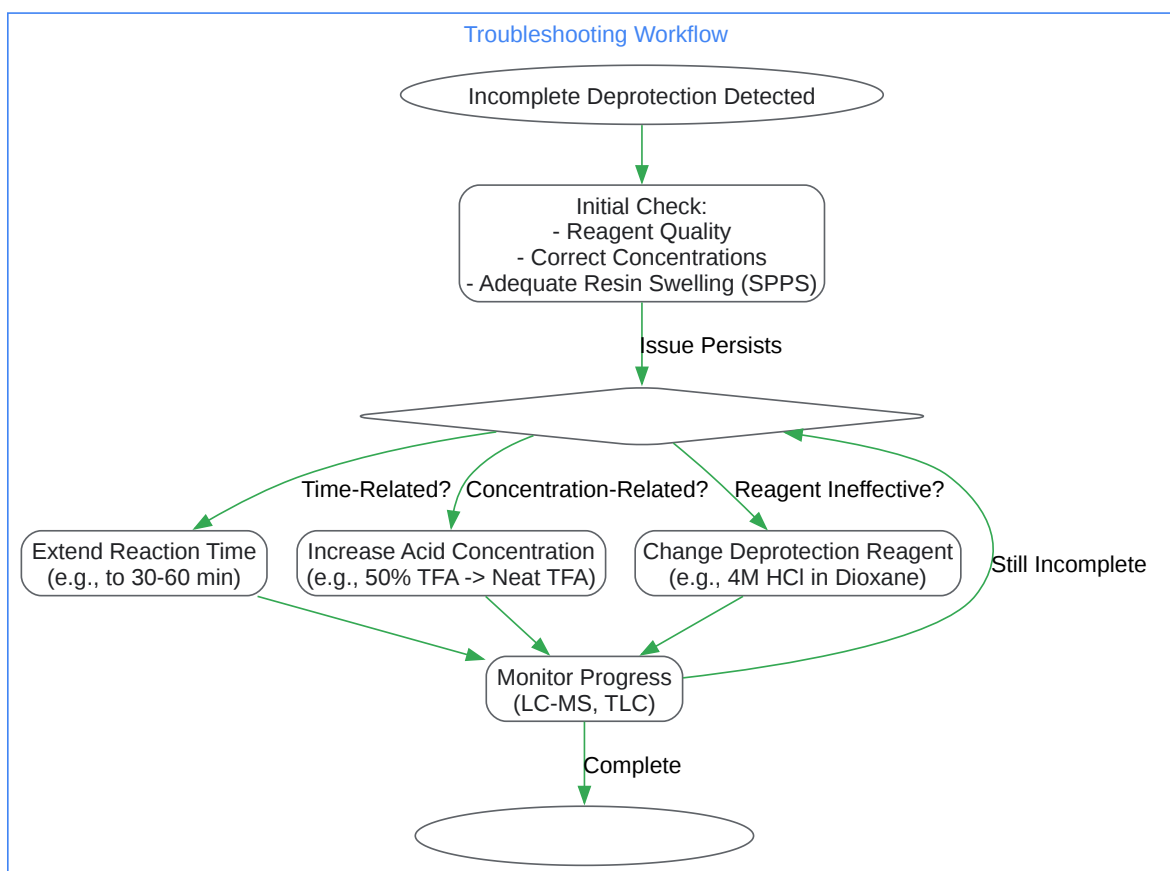 Troubleshooting Workflow
Incomplete Deprotection Detected
Initial Check:
- Reagent Quality
- Correct Concentrations
- Adequate Resin Swelling (SPPS)
Issue Persists
Time-Related?
Concentration-Related?
Reagent Ineffective?
Extend Reaction Time
(e.g., to 30-60 min)
Increase Acid Concentration
(e.g., 50% TFA -> Neat TFA)
Change Deprotection Reagent
(e.g., 4M HCl in Dioxane)
Still Incomplete
Monitor Progress
(LC-MS, TLC)
Complete